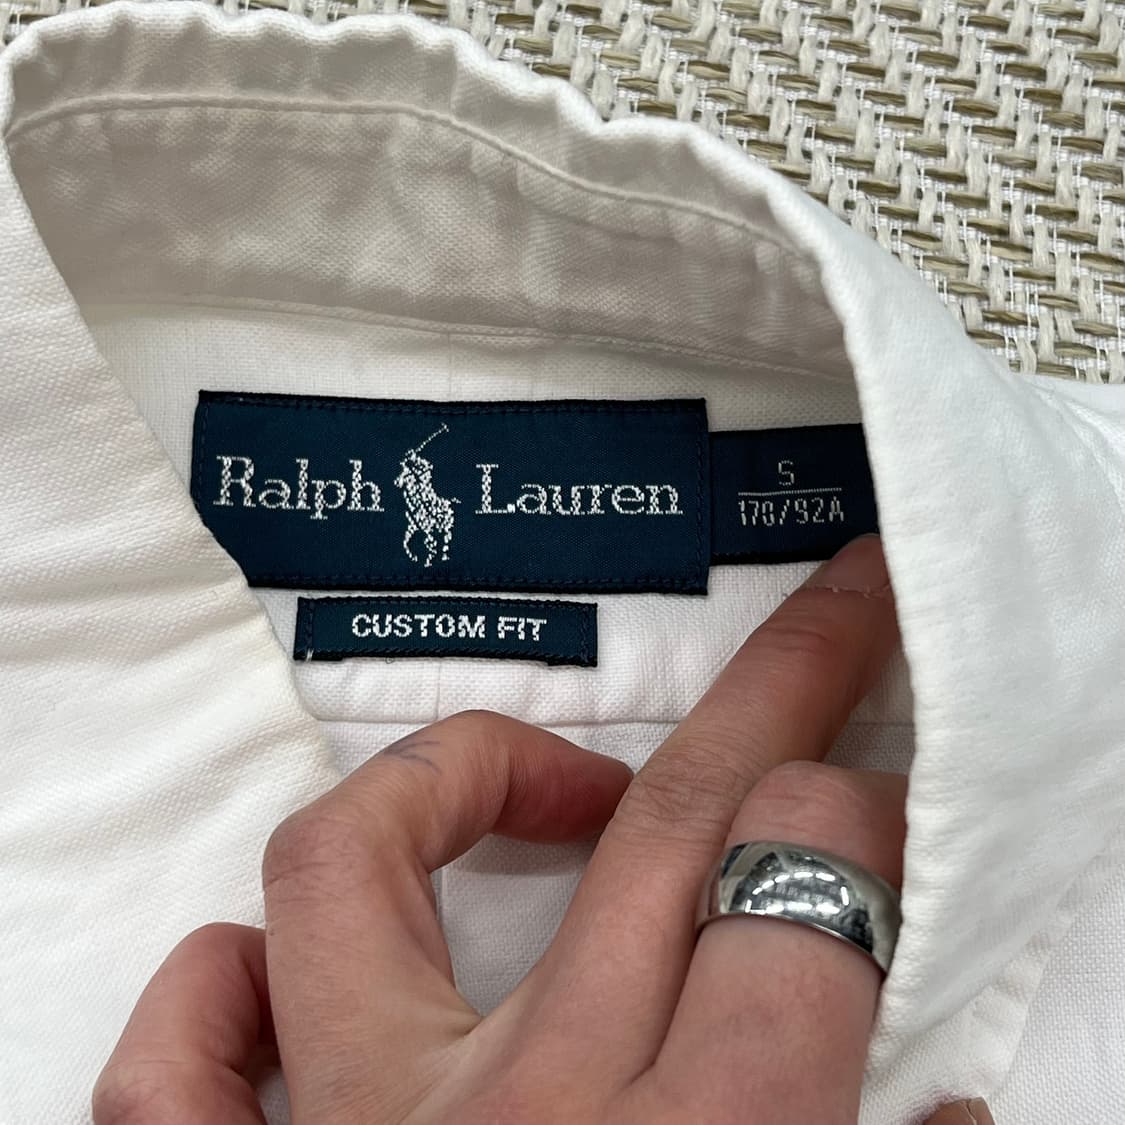 Ralph Lauren
S
170/92A
CUSTOM FIT